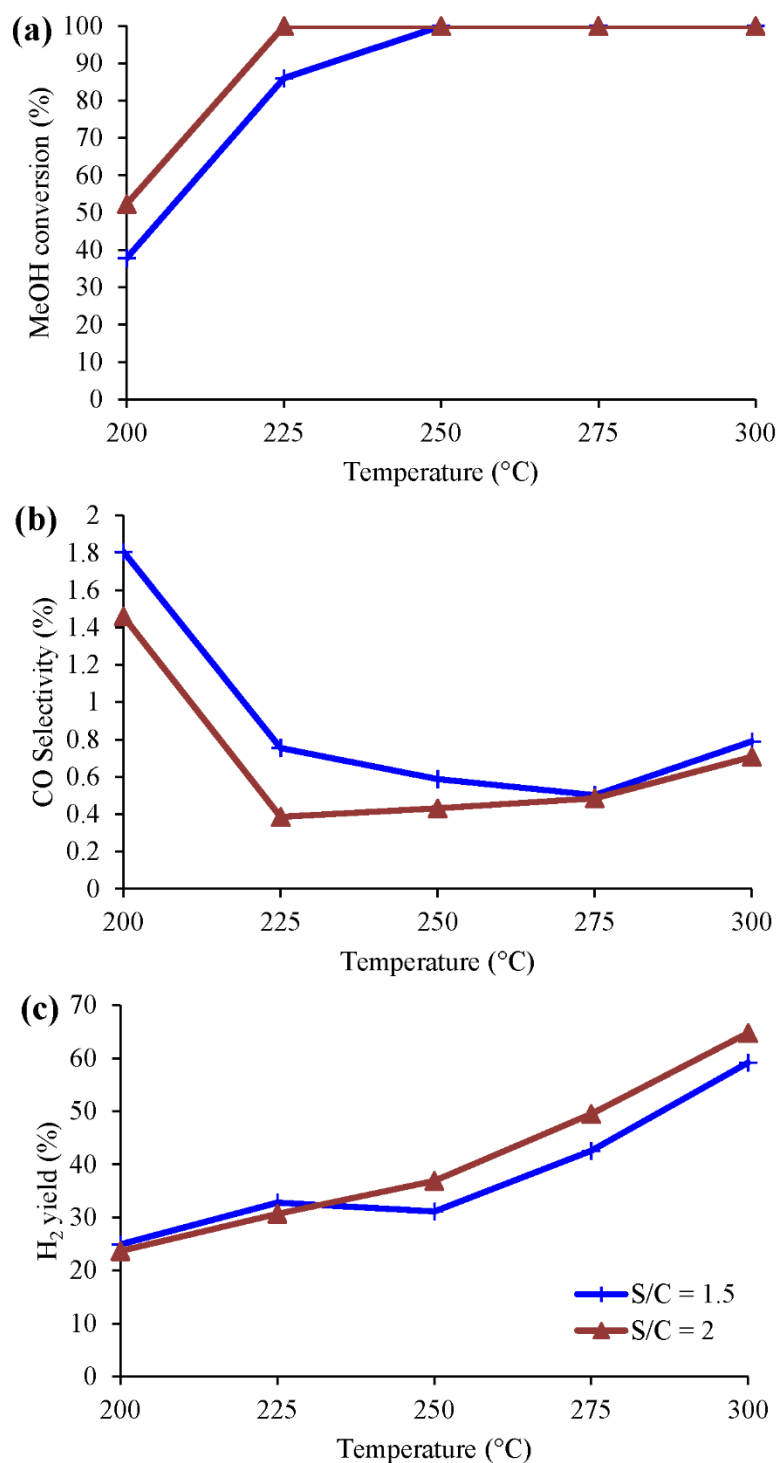 (a)
MeOH conversion (%)
100
90
80
70
60
50
40
30
20
10
0
200 225 250 275 300
Temperature (°C)
(b)
CO Selectivity (%)
2
1.8
1.6
1.4
1.2
1
0.8
0.6
0.4
0.2
0
200 225 250 275 300
Temperature (°C)
(c)
H₂ yield (%)
70
60
50
40
30
20
10
0
S/C = 1.5
S/C = 2
200 225 250 275 300
Temperature (°C)